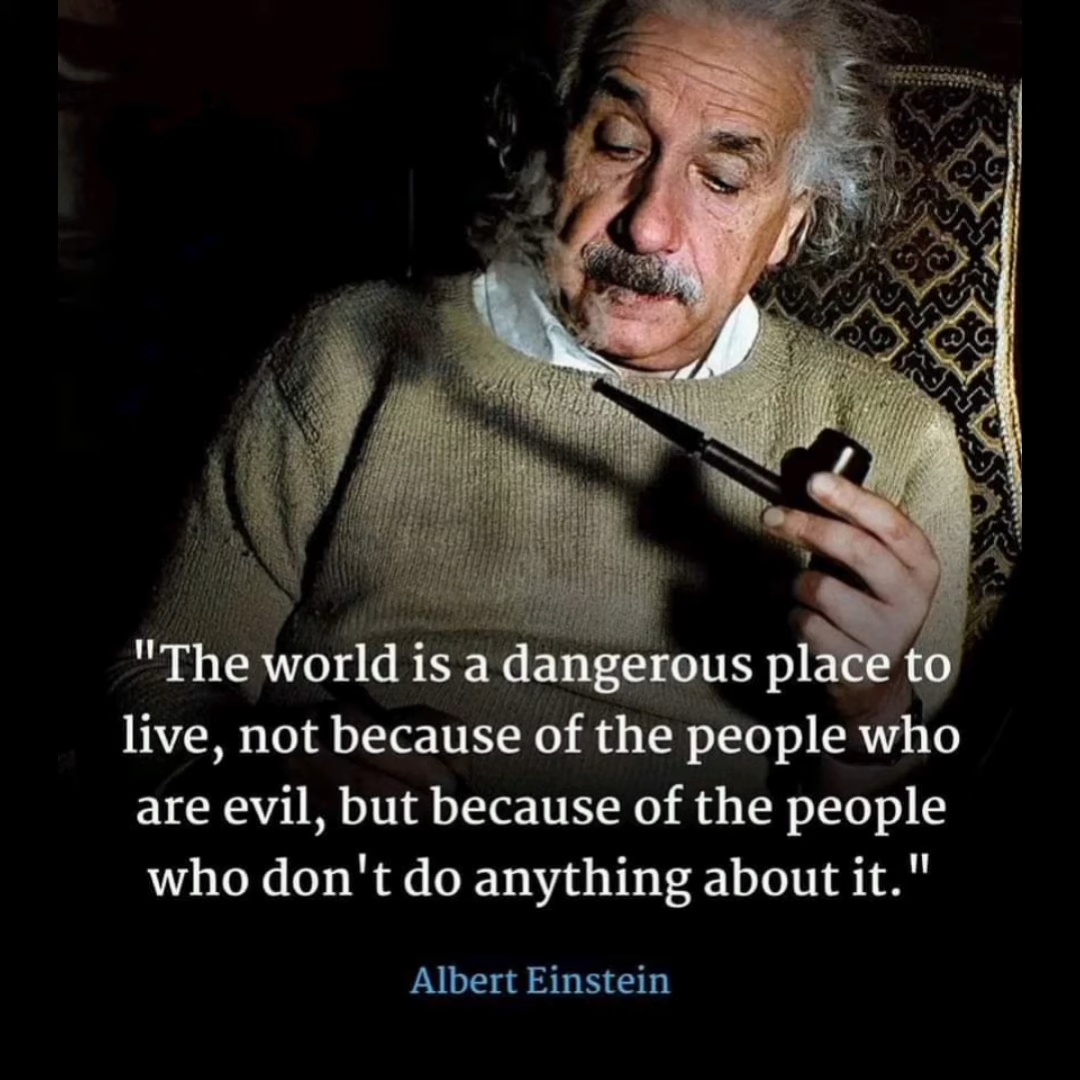 "The world is a dangerous place to
live, not because of the people who
are evil, but because of the people
who don't do anything about it."
Albert Einstein